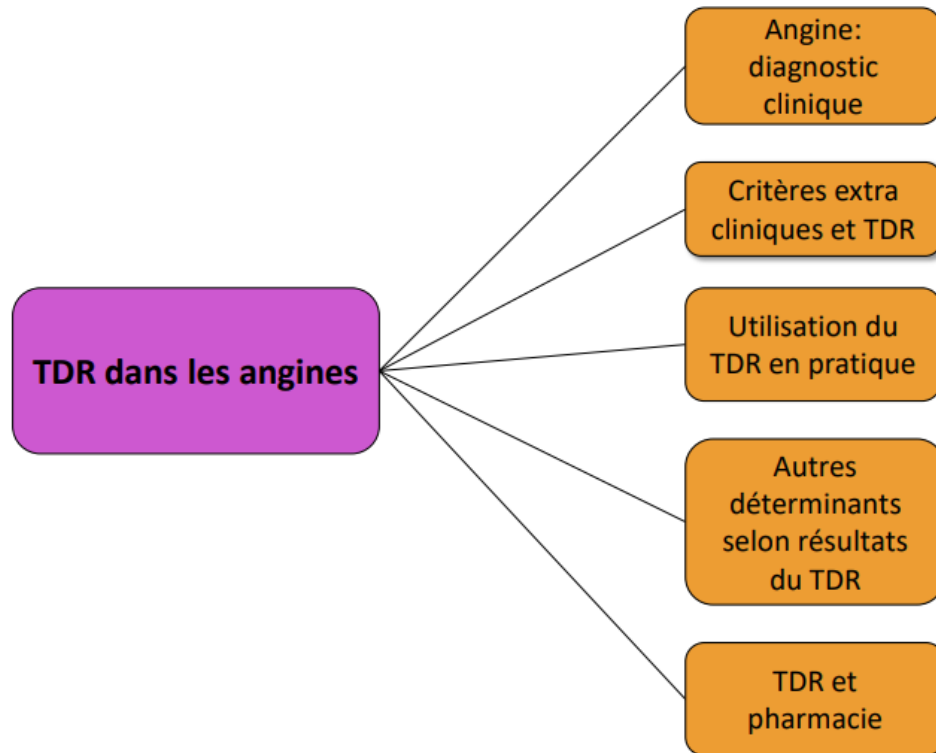 Angine:
diagnostic
clinique
Critères extra
cliniques et TDR
TDR dans les angines
Utilisation du
TDR en pratique
Autres
déterminants
selon résultats
du TDR
TDR et
pharmacie